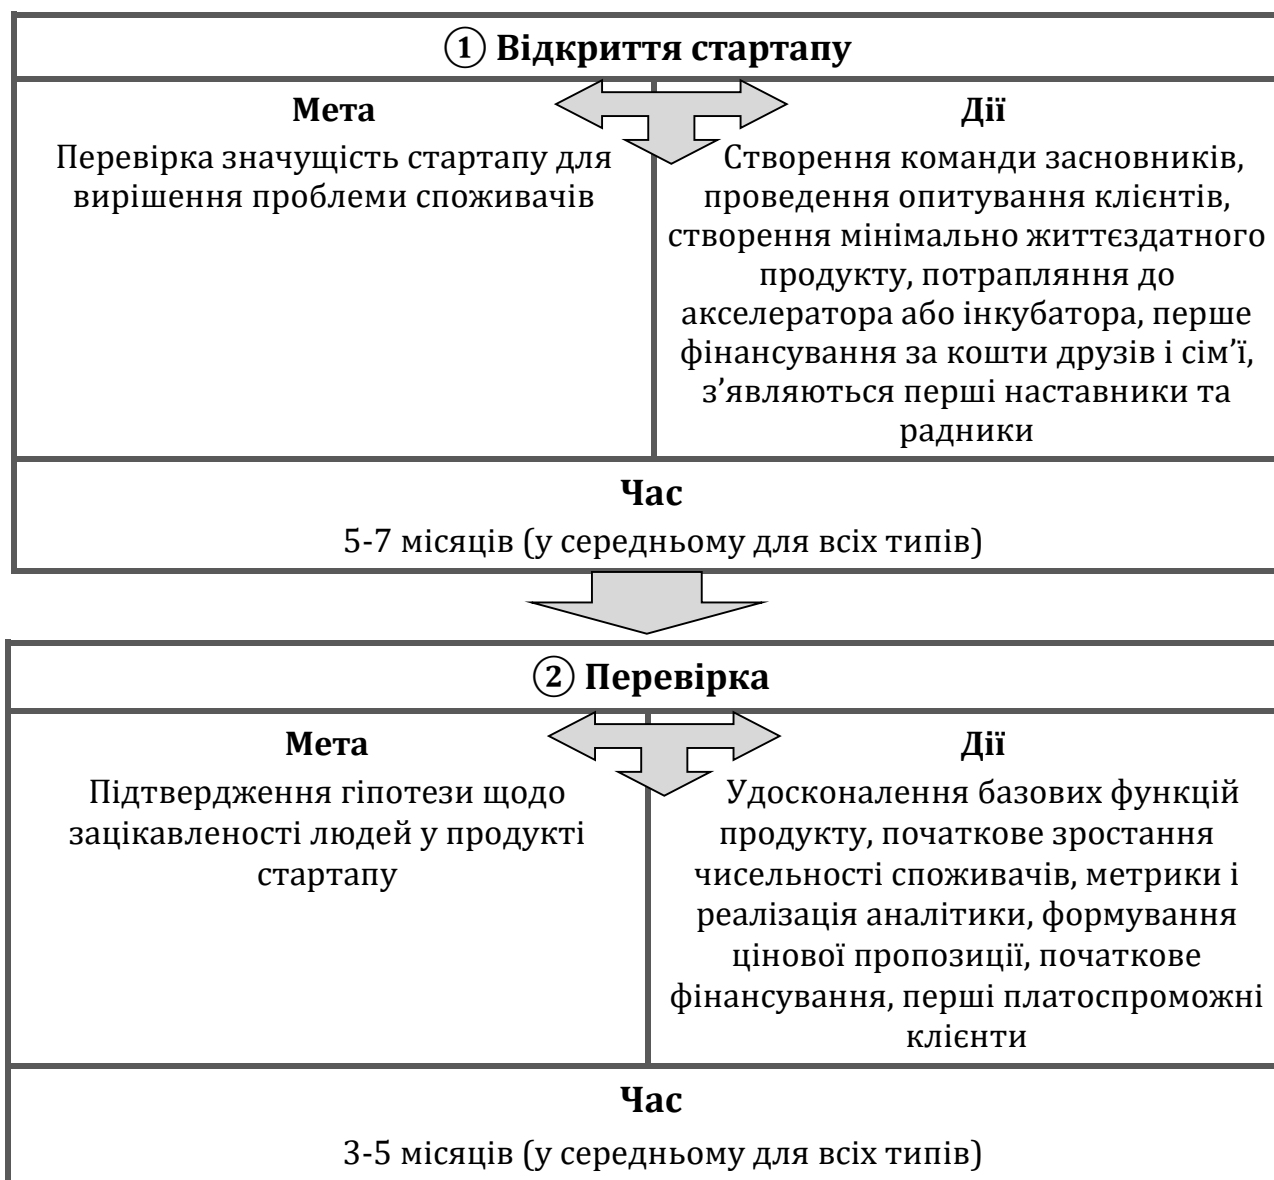 ① Відкриття стартапу
Мета
Перевірка значущість стартапу для
вирішення проблеми споживачів
Дії
Створення команди засновників,
проведення опитування клієнтів,
створення мінімально життєздатного
продукту, потрапляння до
акселератора або інкубатора, перше
фінансування за кошти друзів і сім’ї,
з’являються перші наставники та
радники
Час
5-7 місяців (у середньому для всіх типів)
② Перевірка
Мета
Підтвердження гіпотези щодо
зацікавленості людей у продукті
стартапу
Дії
Удосконалення базових функцій
продукту, початкове зростання
чисельності споживачів, метрики і
реалізація аналітики, формування
цінової пропозиції, початкове
фінансування, перші платоспроможні
клієнти
Час
3-5 місяців (у середньому для всіх типів)